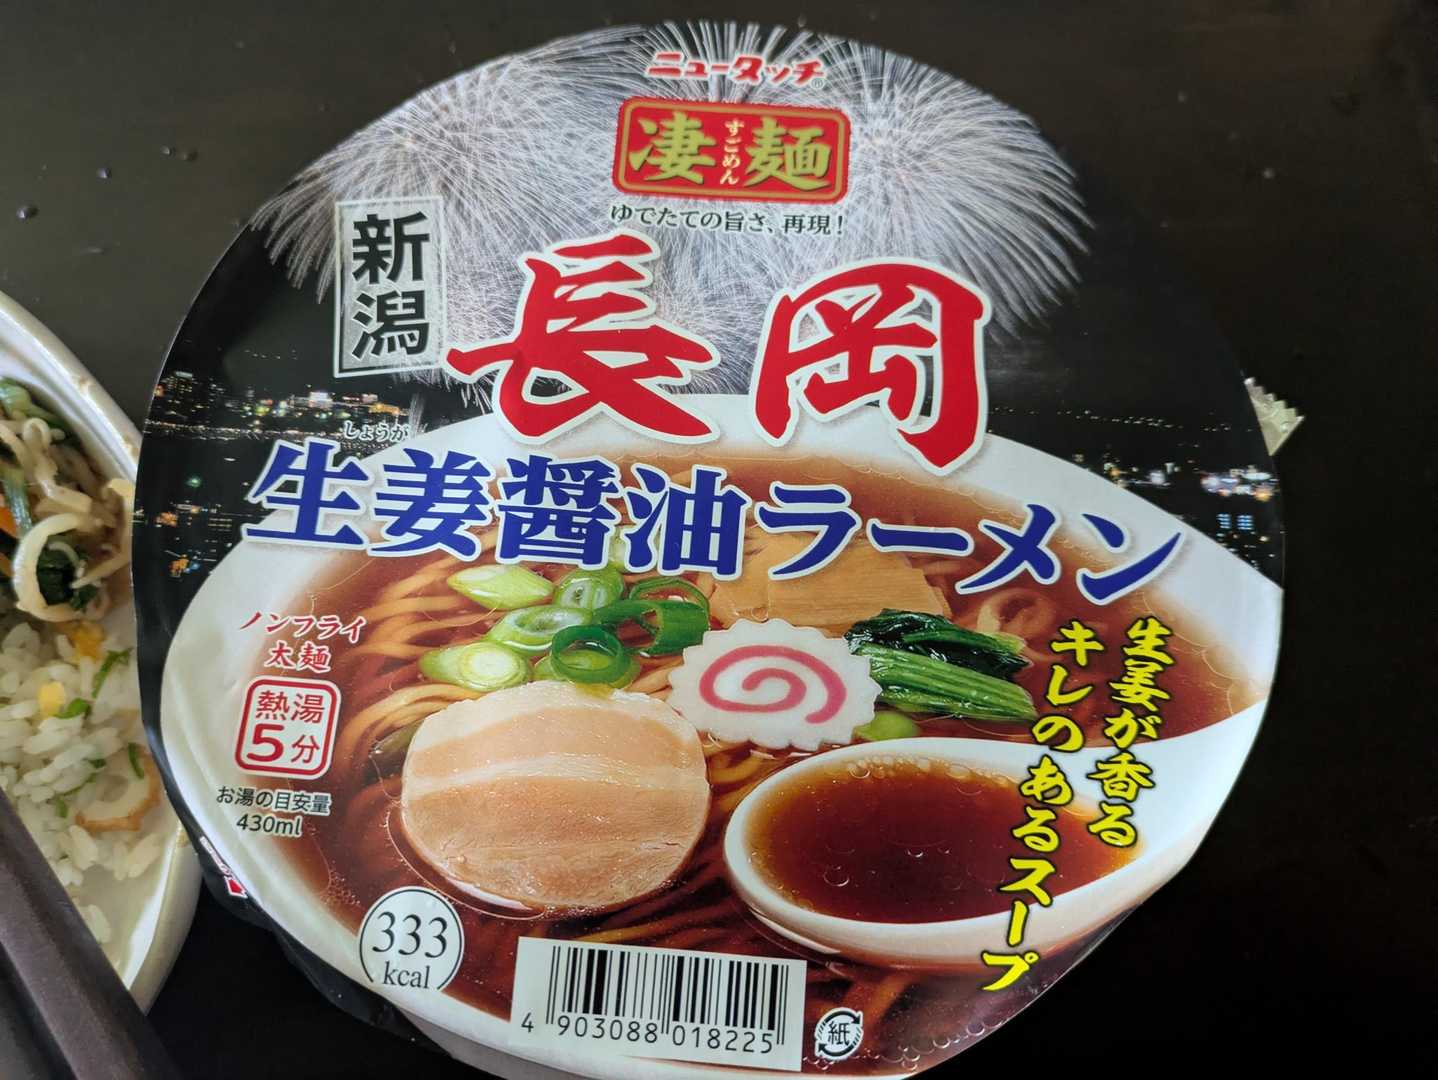 ニュータッチ®
凄麺
すごめん
ゆでたての旨さ、再現!
新潟
長岡
しょうが
生姜醤油ラーメン
ノンフライ
太麺
熱湯
5分
お湯の目安量
430ml
生姜が香る
キレのあるスープ
333
kcal
4 903088 018225
紙